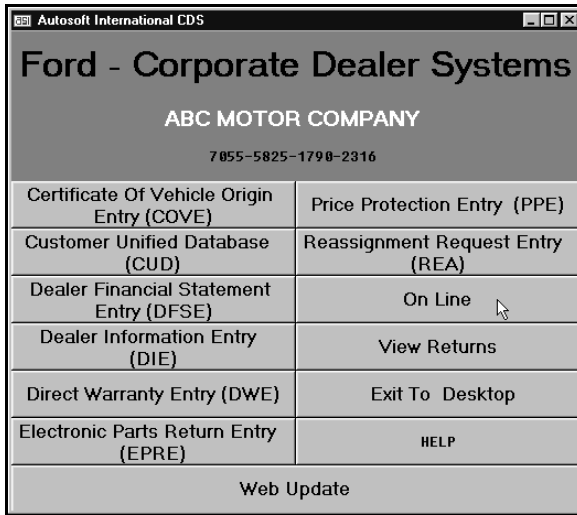 asi Autosoft International CDS
Ford - Corporate Dealer Systems
ABC MOTOR COMPANY
7055-5825-1790-2316
Certificate Of Vehicle Origin
Entry (COVE)
Price Protection Entry (PPE)
Customer Unified Database
(CUD)
Reassignment Request Entry
(REA)
Dealer Financial Statement
Entry (DFSE)
On Line
Dealer Information Entry
(DIE)
View Returns
Direct Warranty Entry (DWE)
Exit To Desktop
Electronic Parts Return Entry
(EPRE)
HELP
Web Update